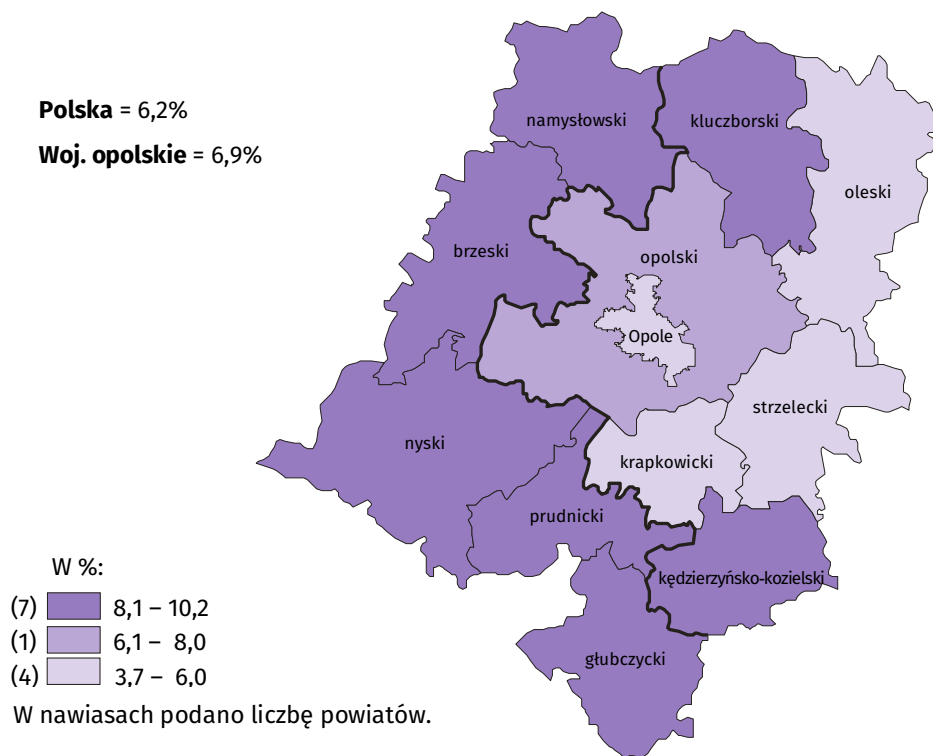 Polska = 6,2%
Woj. opolskie = 6,9%
namysłowski
kluczborski
oleski
brzeski
opolski
Opole
strzelecki
nyski
krapkowicki
prudnicki
kędzierzyńsko-kozielski
głubczycki
W %:
(7) 8,1 – 10,2
(1) 6,1 – 8,0
(4) 3,7 – 6,0
W nawiasach podano liczbę powiatów.